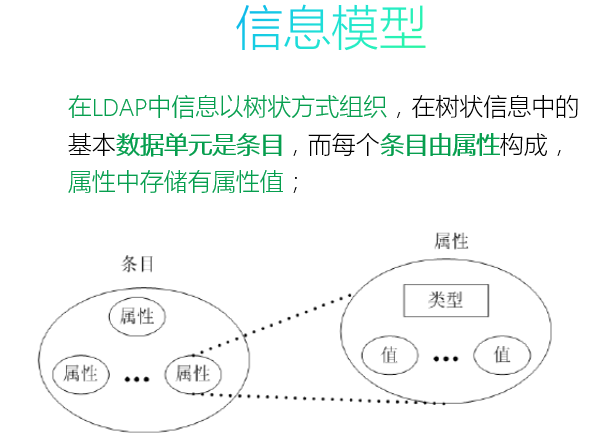 信息模型
在LDAP中信息以树状方式组织，在树状信息中的
基本数据单元是条目，而每个条目由属性构成，
属性中存储有属性值；
条目
属性
属性 ••• 属性
属性
类型
值 ••• 值